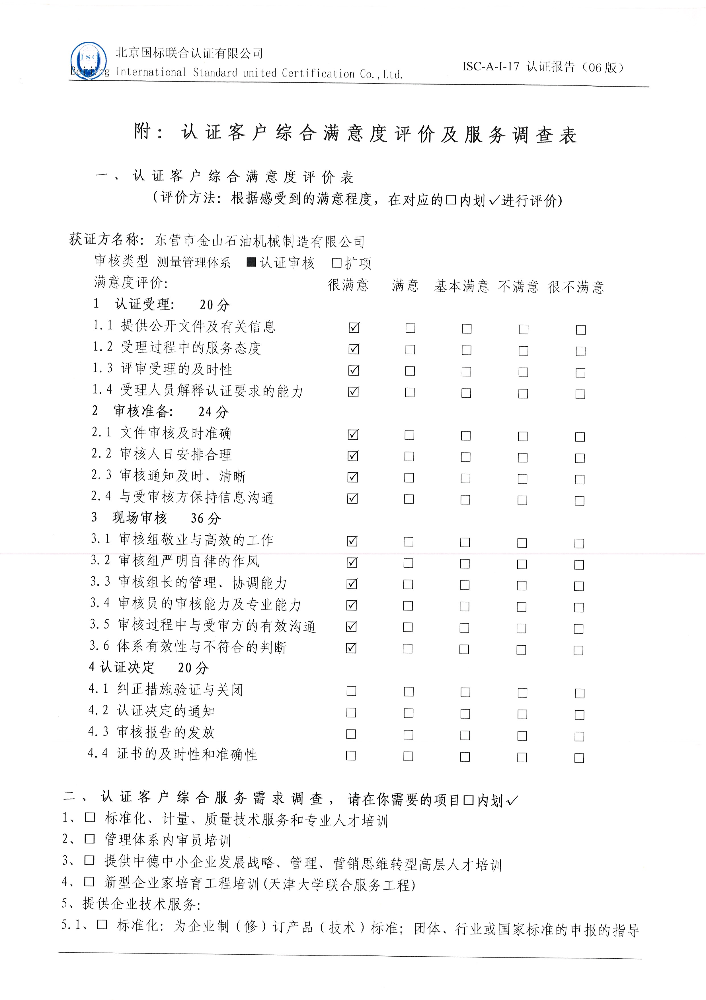 ISC
北京国标联合认证有限公司
Beijing International Standard united Certification Co.,Ltd.
ISC-A-I-17 认证报告（06版）
附：认证客户综合满意度评价及服务调查表
一、认证客户综合满意度评价表
(评价方法：根据感受到的满意程度，在对应的□内划✓进行评价)
获证方名称：东营市金山石油机械制造有限公司
审核类型 测量管理体系 ■认证审核 □扩项
满意度评价： 很满意 满意 基本满意 不满意 很不满意
1 认证受理： 20分
1.1 提供公开文件及有关信息 ☑ □ □ □ □
1.2 受理过程中的服务态度 ☑ □ □ □ □
1.3 评审受理的及时性 ☑ □ □ □ □
1.4 受理人员解释认证要求的能力 ☑ □ □ □ □
2 审核准备： 24分
2.1 文件审核及时准确 ☑ □ □ □ □
2.2 审核人日安排合理 ☑ □ □ □ □
2.3 审核通知及时、清晰 ☑ □ □ □ □
2.4 与受审核方保持信息沟通 ☑ □ □ □ □
3 现场审核 36分
3.1 审核组敬业与高效的工作 ☑ □ □ □ □
3.2 审核组严明自律的作风 ☑ □ □ □ □
3.3 审核组长的管理、协调能力 ☑ □ □ □ □
3.4 审核员的审核能力及专业能力 ☑ □ □ □ □
3.5 审核过程中与受审方的有效沟通 ☑ □ □ □ □
3.6 体系有效性与不符合的判断 ☑ □ □ □ □
4 认证决定 20分
4.1 纠正措施验证与关闭 □ □ □ □ □
4.2 认证决定的通知 □ □ □ □ □
4.3 审核报告的发放 □ □ □ □ □
4.4 证书的及时性和准确性 □ □ □ □ □
二、认证客户综合服务需求调查，请在你需要的项目□内划✓
1、□ 标准化、计量、质量技术服务和专业人才培训
2、□ 管理体系内审员培训
3、□ 提供中德中小企业发展战略、管理、营销思维转型高层人才培训
4、□ 新型企业家培育工程培训(天津大学联合服务工程)
5、提供企业技术服务：
5.1、□ 标准化：为企业制（修）订产品（技术）标准；团体、行业或国家标准的申报的指导